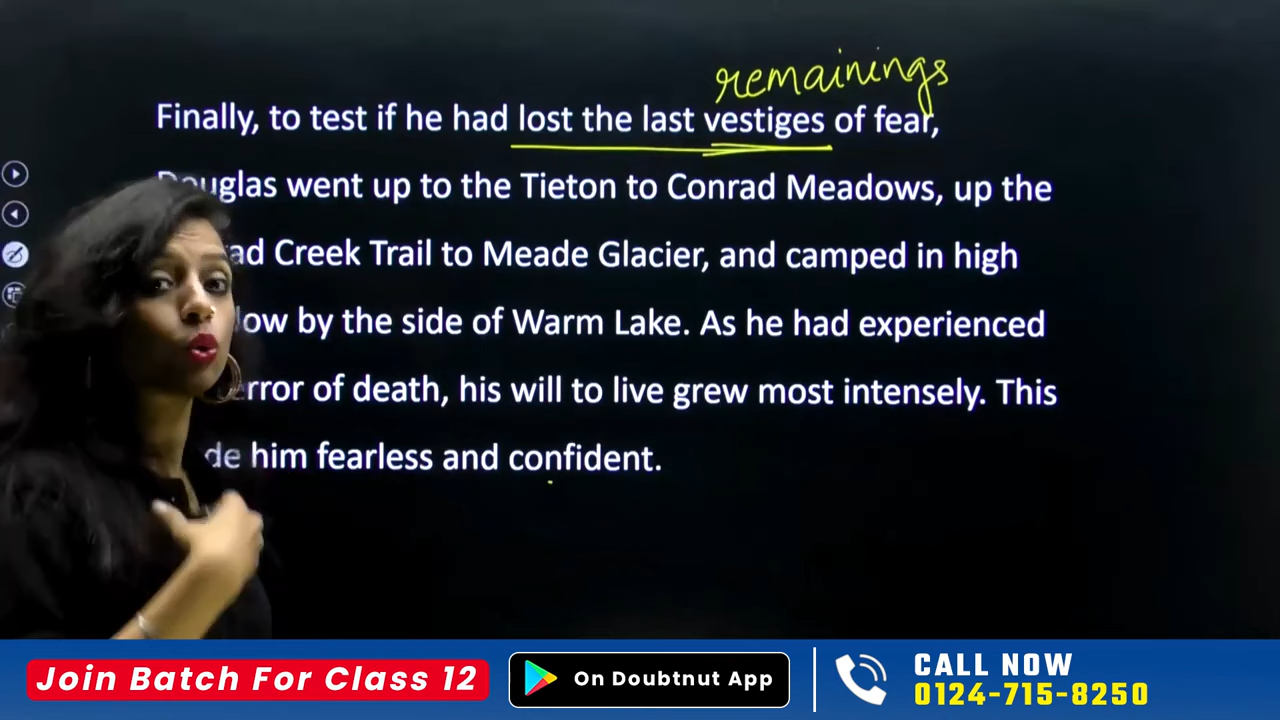 remainings
Finally, to test if he had lost the last vestiges of fear,
Douglas went up to the Tieton to Conrad Meadows, up the
ad Creek Trail to Meade Glacier, and camped in high
low by the side of Warm Lake. As he had experienced
error of death, his will to live grew most intensely. This
de him fearless and confident.
Join Batch For Class 12
On Doubtnut App
CALL NOW
0124-715-8250